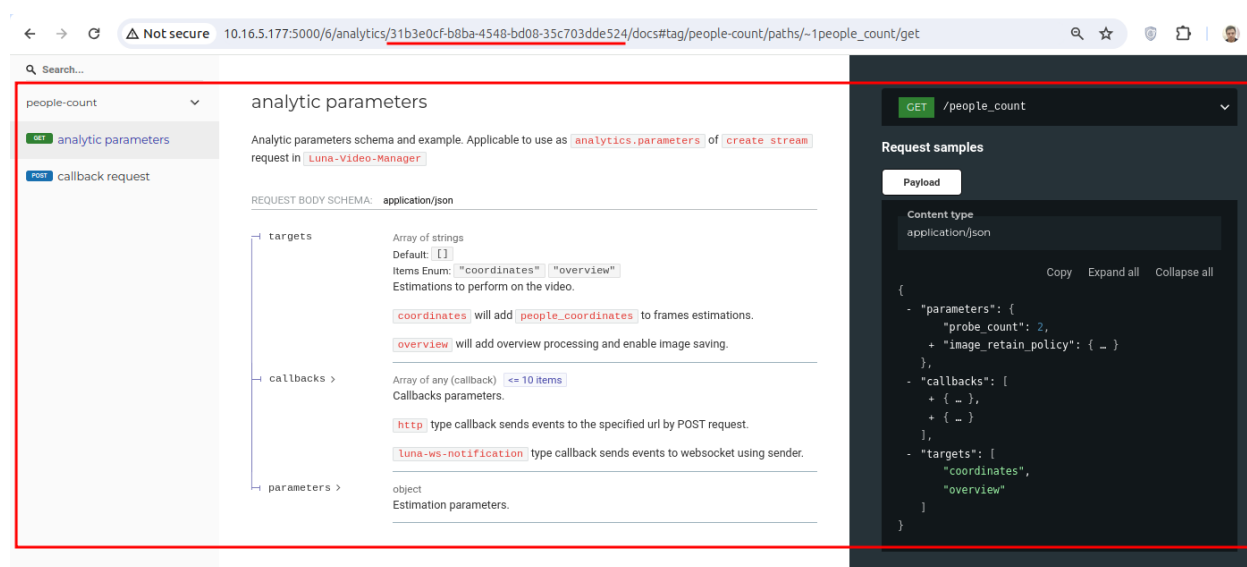 Not secure
10.16.5.177:5000/6/analytics/31b3e0cf-b8ba-4548-bd08-35c703dde524/docs#tag/people-count/paths/~1people_count/get
Search...
people-count
GET analytic parameters
POST callback request
analytic parameters
Analytic parameters schema and example. Applicable to use as analytics.parameters of create stream
request in Luna-Video-Manager
REQUEST BODY SCHEMA: application/json
targets
Array of strings
Default: []
Items Enum: "coordinates" "overview"
Estimations to perform on the video.
coordinates will add people_coordinates to frames estimations.
overview will add overview processing and enable image saving.
callbacks >
Array of any (callback) <= 10 items
Callbacks parameters.
http type callback sends events to the specified url by POST request.
luna-ws-notification type callback sends events to websocket using sender.
parameters >
object
Estimation parameters.
GET /people_count
Request samples
Payload
Content type
application/json
Copy Expand all Collapse all
{
- "parameters": {
"probe_count": 2,
+ "image_retain_policy": { … }
},
- "callbacks": [
+ { … },
+ { … }
],
- "targets": [
"coordinates",
"overview"
]
}